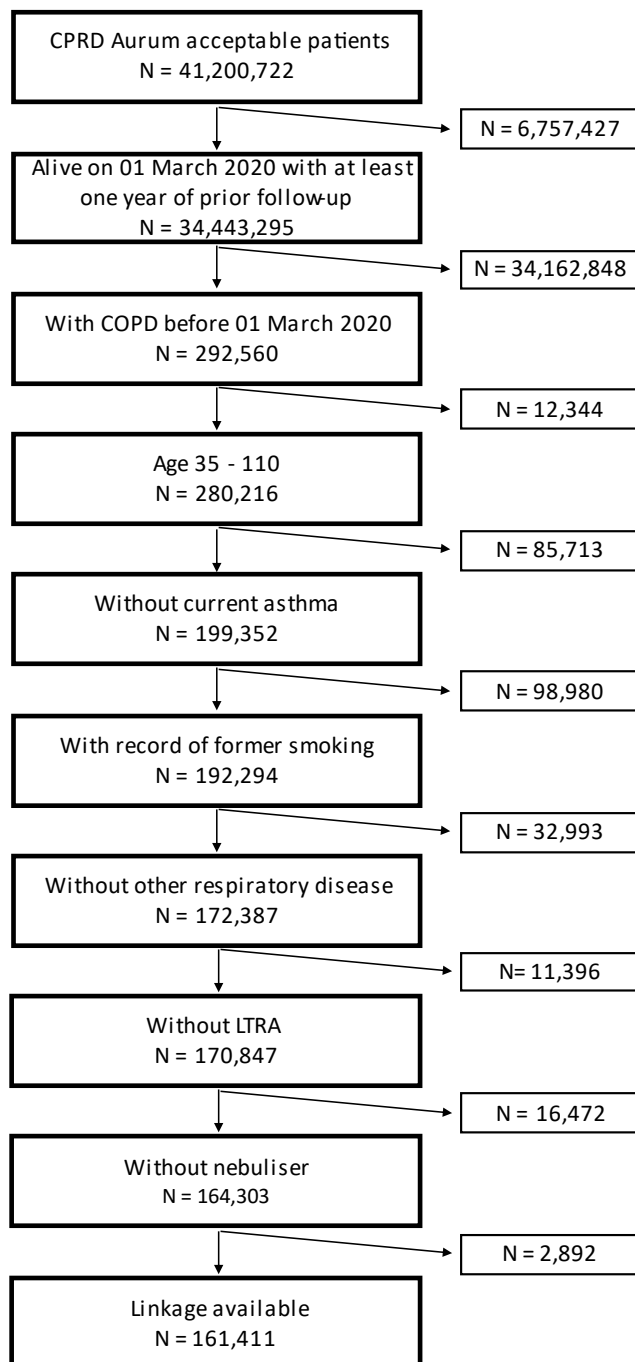 CPRD Aurum acceptable patients
N = 41,200,722
N = 6,757,427
Alive on 01 March 2020 with at least
one year of prior follow-up
N = 34,443,295
N = 34,162,848
With COPD before 01 March 2020
N = 292,560
N = 12,344
Age 35 - 110
N = 280,216
N = 85,713
Without current asthma
N = 199,352
N = 98,980
With record of former smoking
N = 192,294
N = 32,993
Without other respiratory disease
N = 172,387
N= 11,396
Without LTRA
N = 170,847
N = 16,472
Without nebuliser
N = 164,303
N = 2,892
Linkage available
N = 161,411